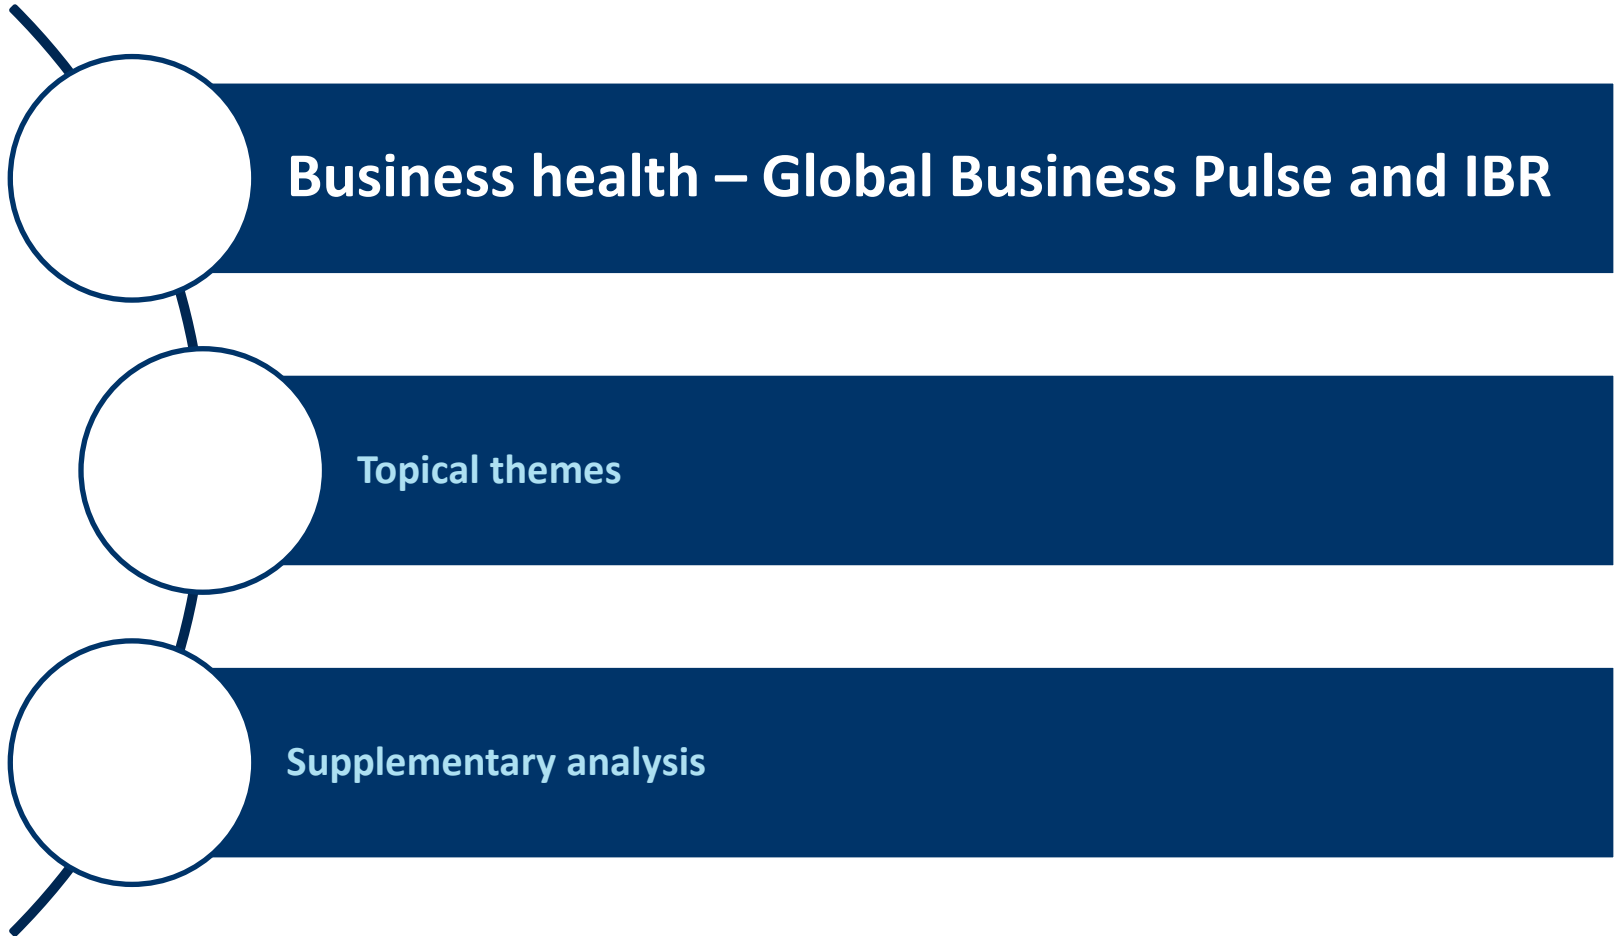 Business health – Global Business Pulse and IBR
Topical themes
Supplementary analysis